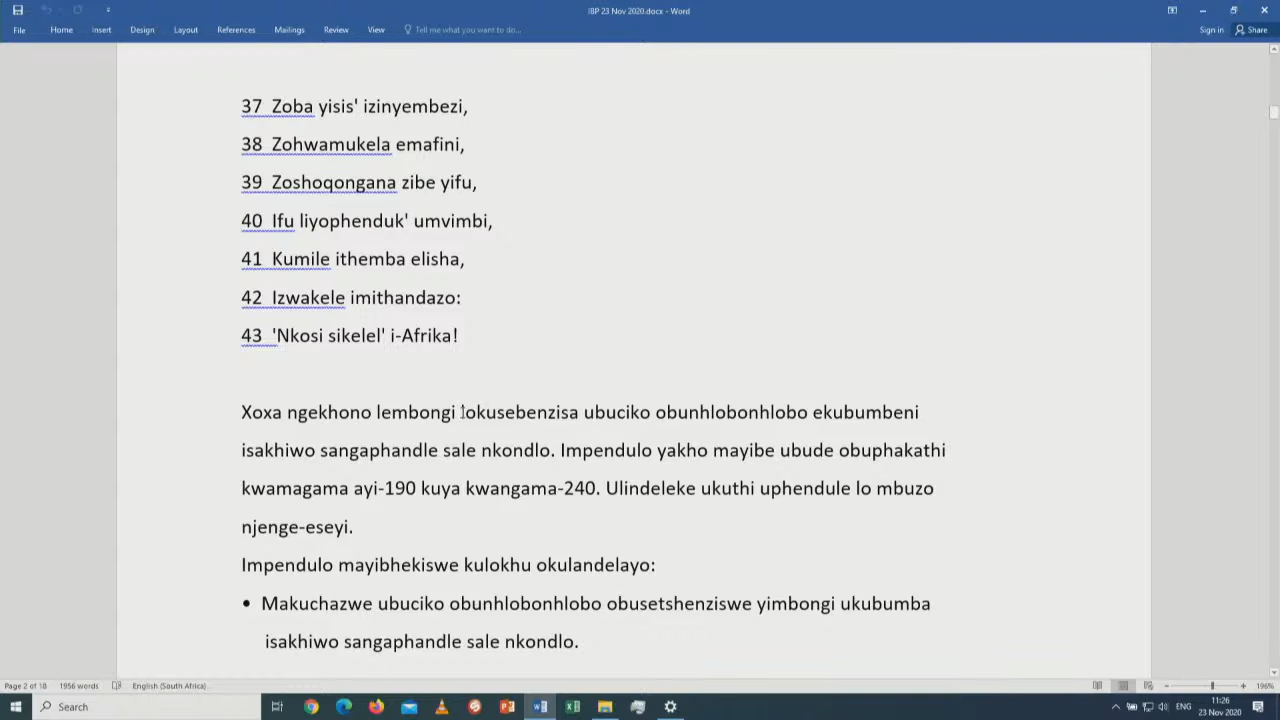 IBP 23 Nov 2020.docx - Word
File Home Insert Design Layout References Mailings Review View Tell me what you want to do... Sign in Share
37 Zoba yisis' izinyembezi,
38 Zohwamukela emafini,
39 Zoshoqongana zibe yifu,
40 Ifu liyophenduk' umvimbi,
41 Kumile ithemba elisha,
42 Izwakele imithandazo:
43 'Nkosi sikelel' i-Afrika!
Xoxa ngekhono lembongi lokusebenzisa ubuciko obunhlobonhlobo ekubumbeni
isakhiwo sangaphandle sale nkondlo. Impendulo yakho mayibe ubude obuphakathi
kwamagama ayi-190 kuya kwangama-240. Ulindeleke ukuthi uphendule lo mbuzo
njenge-eseyi.
Impendulo mayibhekiswe kulokhu okulandelayo:
• Makuchazwe ubuciko obunhlobonhlobo obusetshenziswe yimbongi ukubumba
isakhiwo sangaphandle sale nkondlo.
Page 2 of 18 1956 words English (South Africa) 196%
Search ENG 11:26
23 Nov 2020